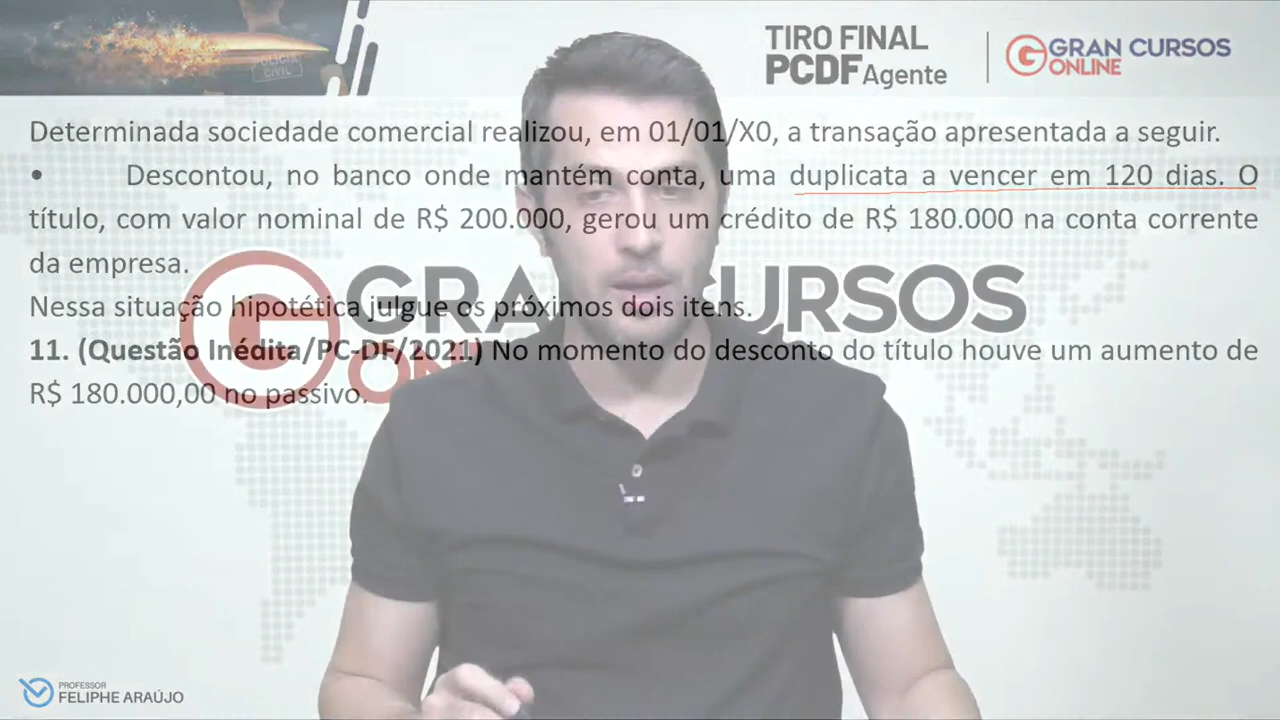 POLÍCIA
CIVIL
TIRO FINAL
PCDF Agente
GRAN CURSOS
ONLINE
Determinada sociedade comercial realizou, em 01/01/X0, a transação apresentada a seguir.
• Descontou, no banco onde mantém conta, uma duplicata a vencer em 120 dias. O
título, com valor nominal de R$ 200.000, gerou um crédito de R$ 180.000 na conta corrente
da empresa.
Nessa situação hipotética julgue os próximos dois itens.
11. (Questão Inédita/PC-DF/2021) No momento do desconto do título houve um aumento de
R$ 180.000,00 no passivo.
PROFESSOR
FELIPHE ARAÚJO